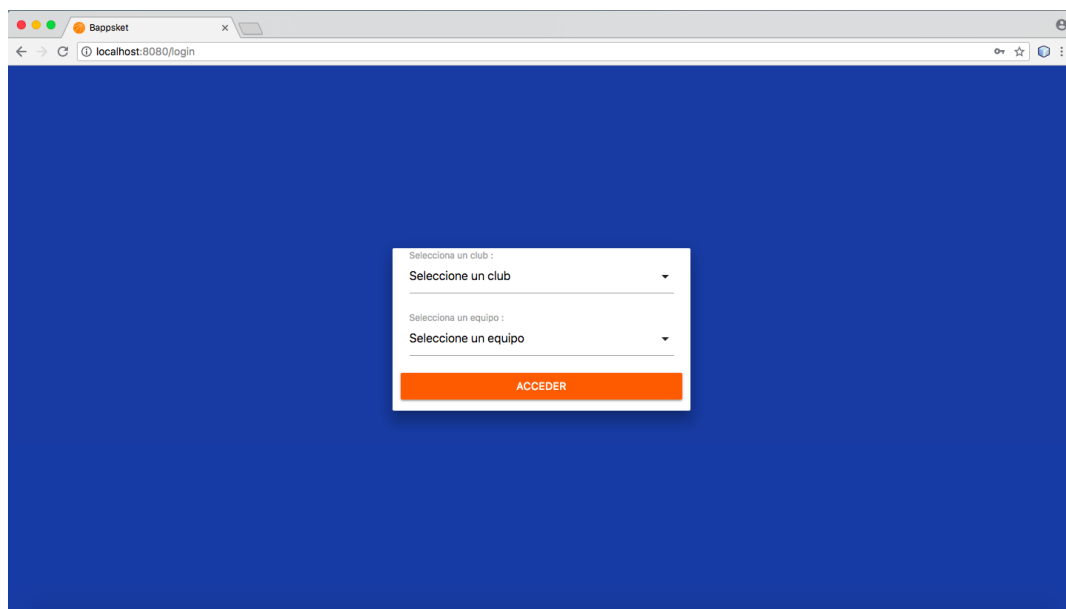 Bappsket
localhost:8080/login
Selecciona un club :
Seleccione un club
Selecciona un equipo :
Seleccione un equipo
ACCEDER